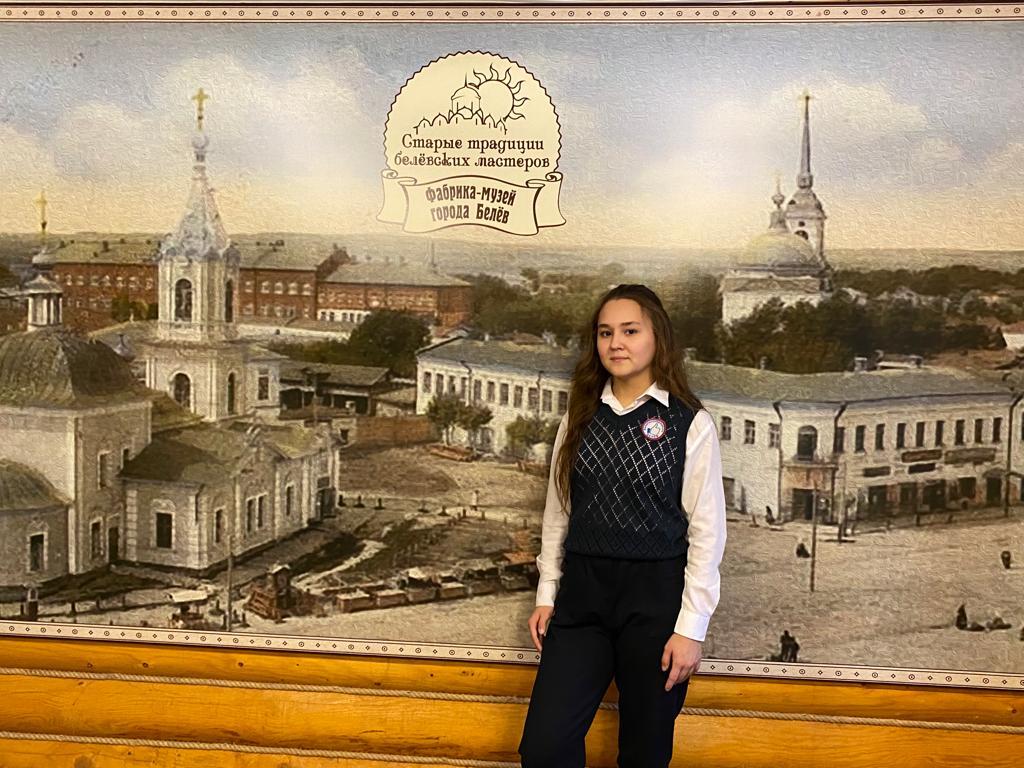 Старые традиции
белёвских мастеров
фабрика-музей
города Белёв